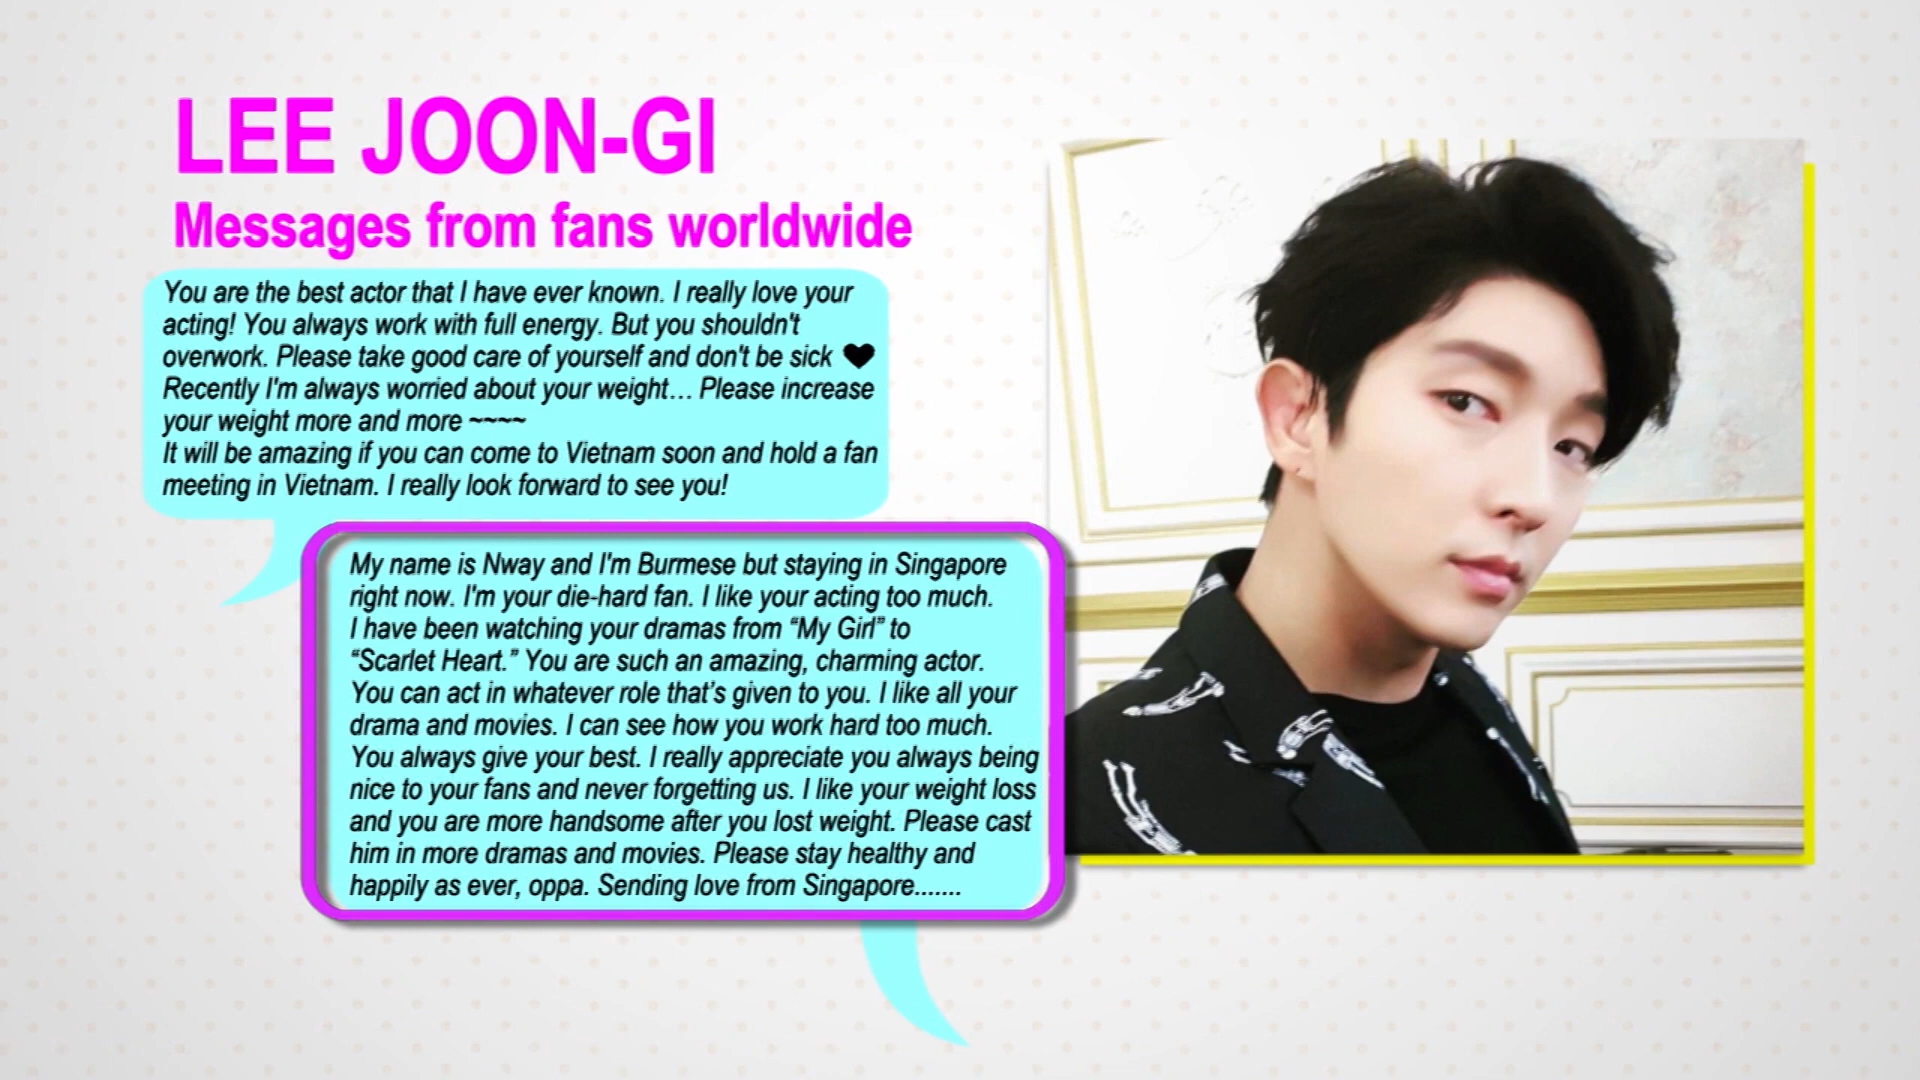 LEE JOON-GI
Messages from fans worldwide
You are the best actor that I have ever known. I really love your
acting! You always work with full energy. But you shouldn't
overwork. Please take good care of yourself and don't be sick ♥
Recently I'm always worried about your weight… Please increase
your weight more and more ~~~~
It will be amazing if you can come to Vietnam soon and hold a fan
meeting in Vietnam. I really look forward to see you!
My name is Nway and I'm Burmese but staying in Singapore
right now. I'm your die-hard fan. I like your acting too much.
I have been watching your dramas from “My Girl” to
“Scarlet Heart.” You are such an amazing, charming actor.
You can act in whatever role that’s given to you. I like all your
drama and movies. I can see how you work hard too much.
You always give your best. I really appreciate you always being
nice to your fans and never forgetting us. I like your weight loss
and you are more handsome after you lost weight. Please cast
him in more dramas and movies. Please stay healthy and
happily as ever, oppa. Sending love from Singapore.......